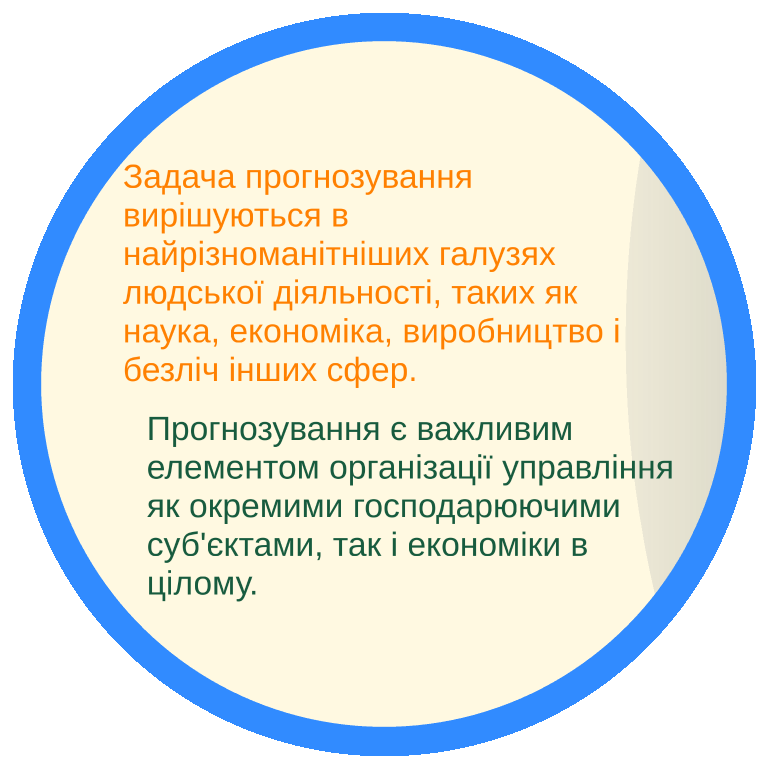 Задача прогнозування
вирішуються в
найрізноманітніших галузях
людської діяльності, таких як
наука, економіка, виробництво і
безліч інших сфер.
Прогнозування є важливим
елементом організації управління
як окремими господарюючими
суб'єктами, так і економіки в
цілому.